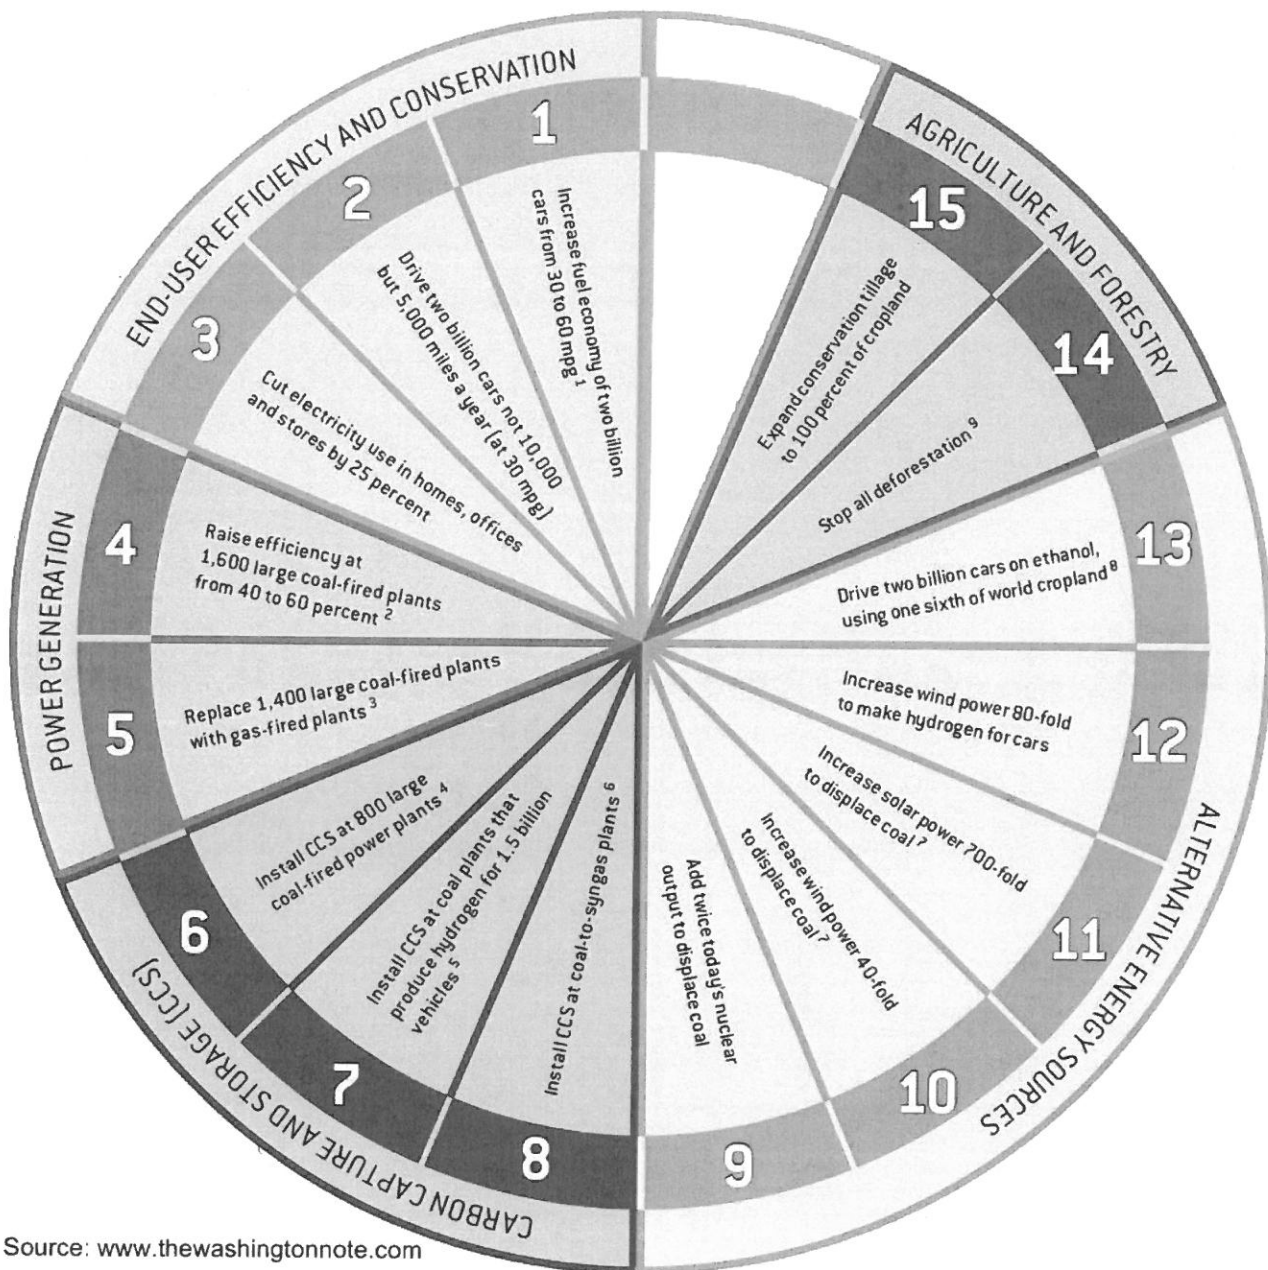 END-USER EFFICIENCY AND CONSERVATION
1
Increase fuel economy of two billion
cars from 30 to 60 mpg 1
2
Drive two billion cars not 10,000
but 5,000 miles a year (at 30 mpg)
3
Cut electricity use in homes, offices
and stores by 25 percent
POWER GENERATION
4
Raise efficiency at
1,600 large coal-fired plants
from 40 to 60 percent 2
5
Replace 1,400 large coal-fired plants
with gas-fired plants 3
CARBON CAPTURE AND STORAGE (CCS)
6
Install CCS at 800 large
coal-fired power plants 4
7
Install CCS at coal plants that
produce hydrogen for 1.5 billion
vehicles 5
8
Install CCS at coal-to-syngas plants 6
ALTERNATIVE ENERGY SOURCES
9
Add twice today's nuclear
output to displace coal
10
Increase wind power 40-fold
to displace coal 7
11
Increase solar power 700-fold
to displace coal 7
12
Increase wind power 80-fold
to make hydrogen for cars
13
Drive two billion cars on ethanol,
using one sixth of world cropland 8
AGRICULTURE AND FORESTRY
14
Stop all deforestation 9
15
Expand conservation tillage
to 100 percent of cropland
Source: www.thewashingtonnote.com